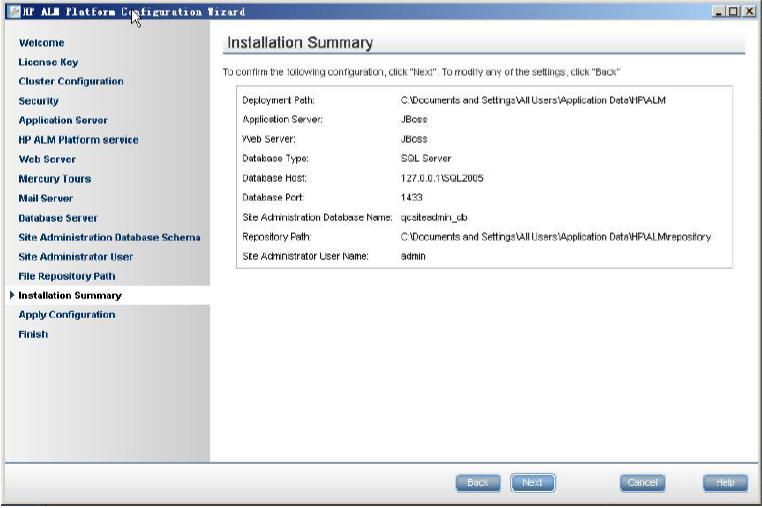 HP ALM Platform Configuration Wizard
Welcome
License Key
Cluster Configuration
Security
Application Server
HP ALM Platform service
Web Server
Mercury Tours
Mail Server
Database Server
Site Administration Database Schema
Site Administrator User
File Repository Path
Installation Summary
Apply Configuration
Finish
Installation Summary
To confirm the following configuration, click "Next". To modify any of the settings, click "Back"
Deployment Path: C:\Documents and Settings\All Users\Application Data\HP\ALM
Application Server: JBoss
Web Server: JBoss
Database Type: SQL Server
Database Host: 127.0.0.1\SQL2005
Database Port: 1433
Site Administration Database Name: qcsiteadmin_db
Repository Path: C:\Documents and Settings\All Users\Application Data\HP\ALM\repository
Site Administrator User Name: admin
Back Next Cancel Help